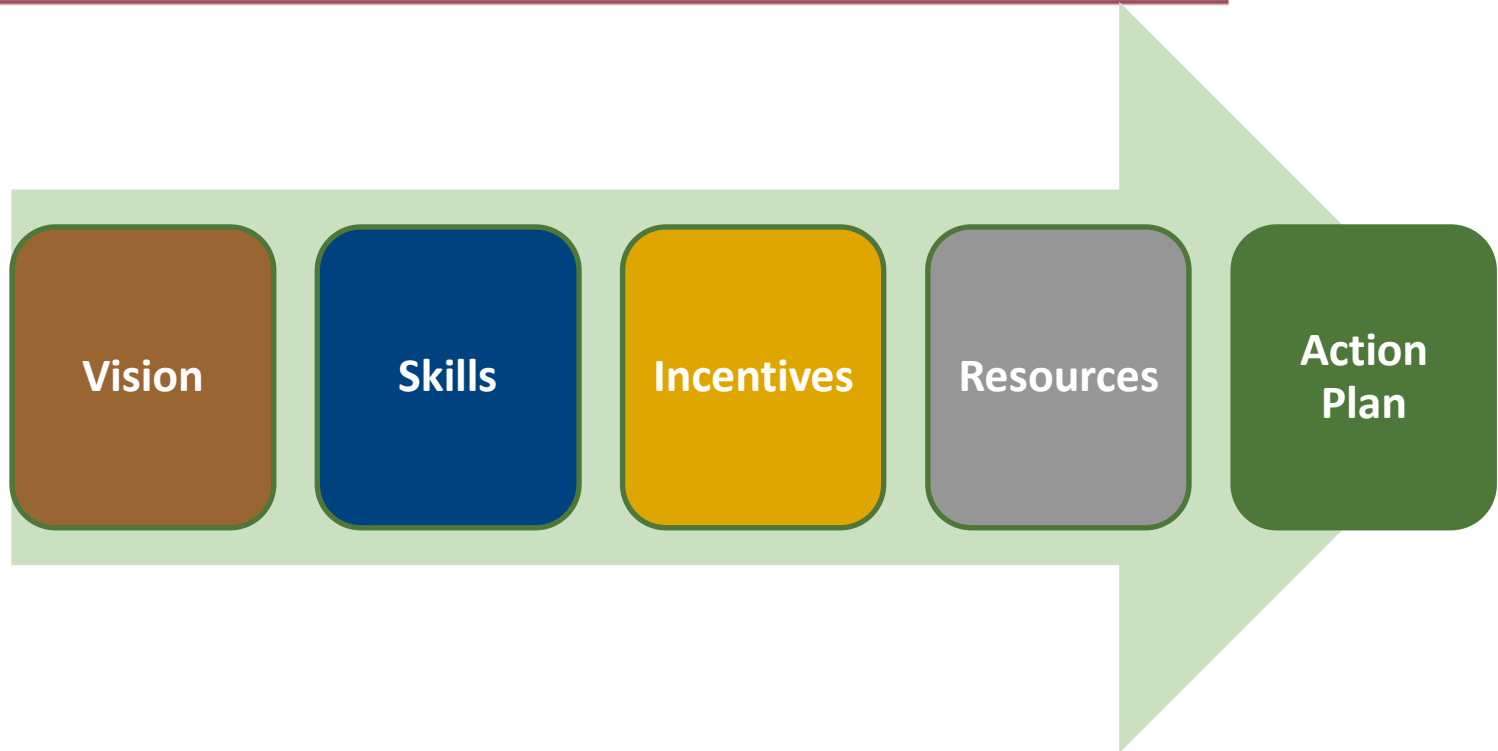 Vision
Skills
Incentives
Resources
Action
Plan